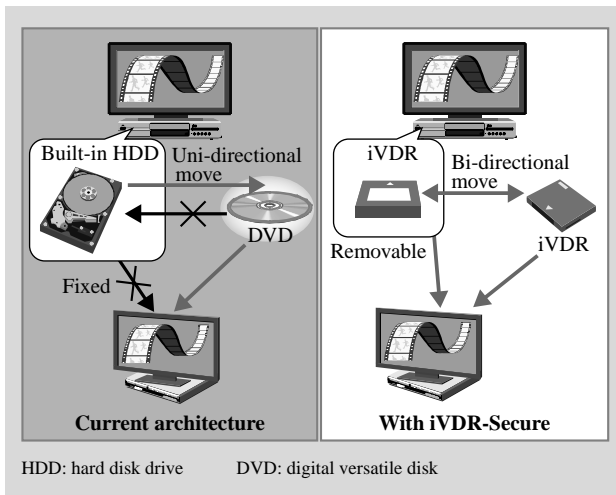 Built-in HDD
Uni-directional
move
DVD
Fixed
Current architecture
iVDR
Bi-directional
move
iVDR
Removable
With iVDR-Secure
HDD: hard disk drive DVD: digital versatile disk